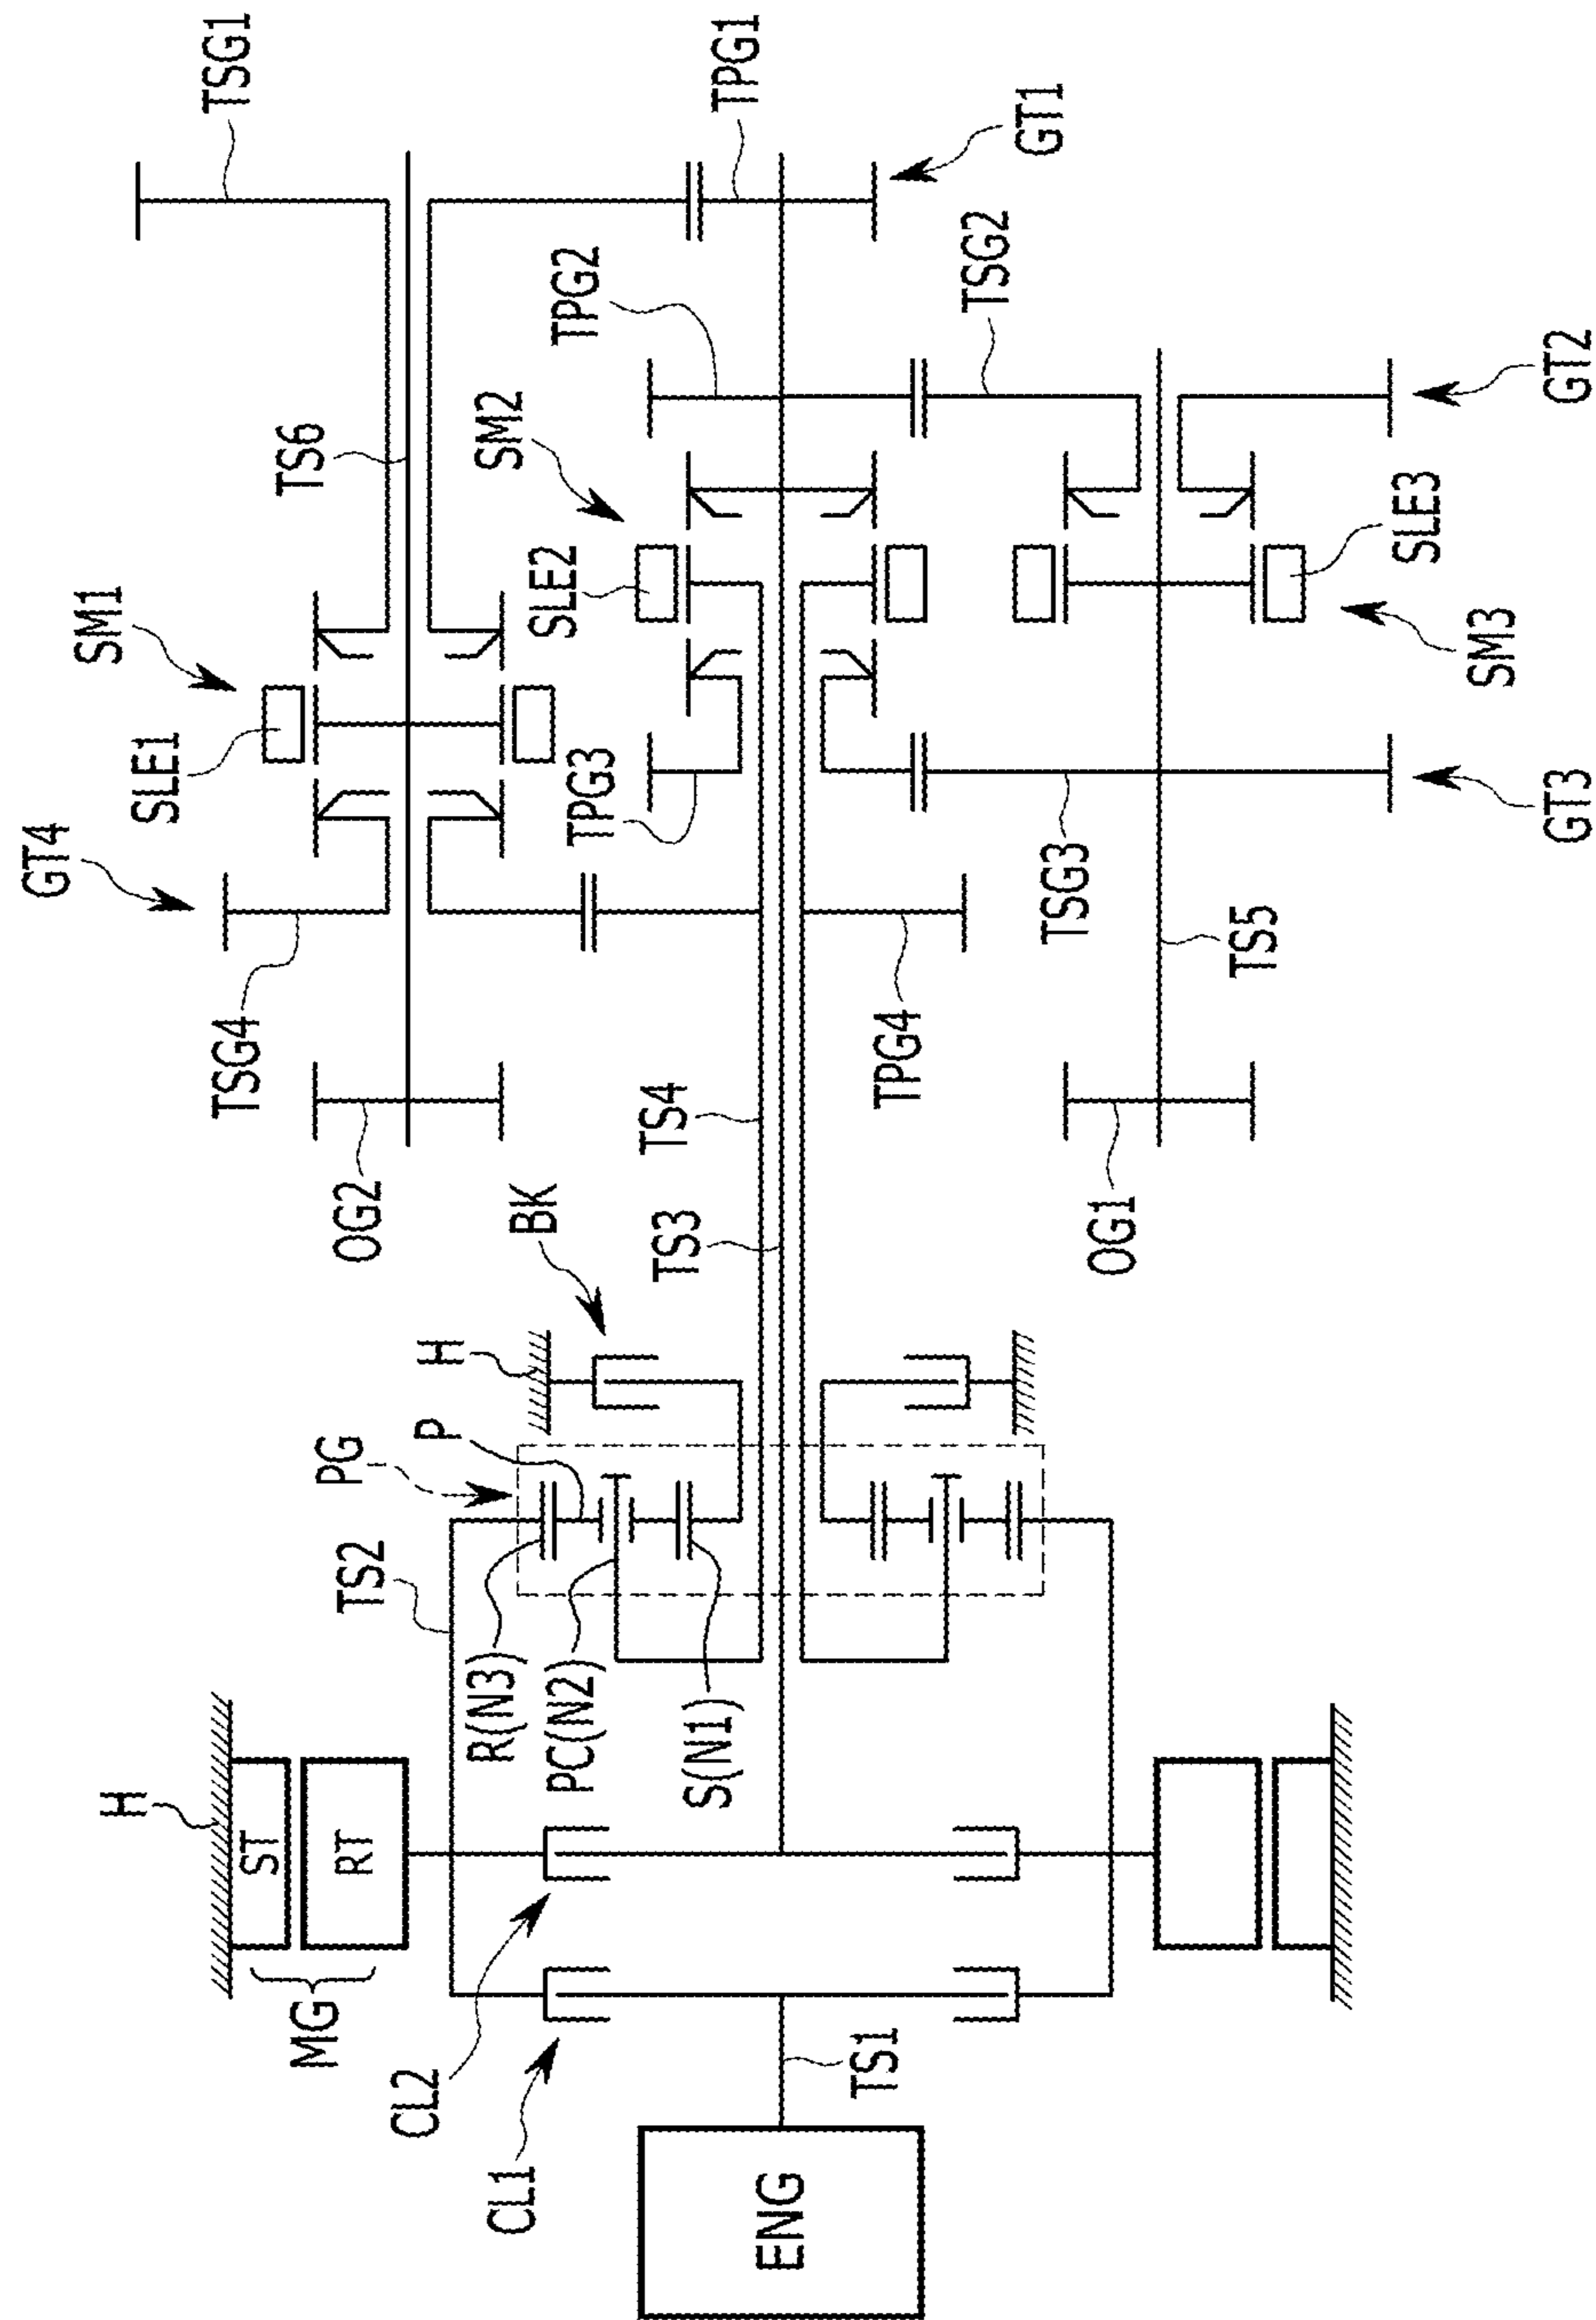 TSG1
TPG1
GT1
TPG2
TSG2
GT2
TS6
SM2
SLE2
SLE3
SM3
SM1
SLE1
TPG3
GT3
GT4
TSG3
TS5
TSG4
TPG4
TS4
OG2
BK
TS3
OG1
H
P
PG
TS2
R(N3)
PC(N2)
S(N1)
H
ST
RT
MG
CL2
CL1
TS1
ENG